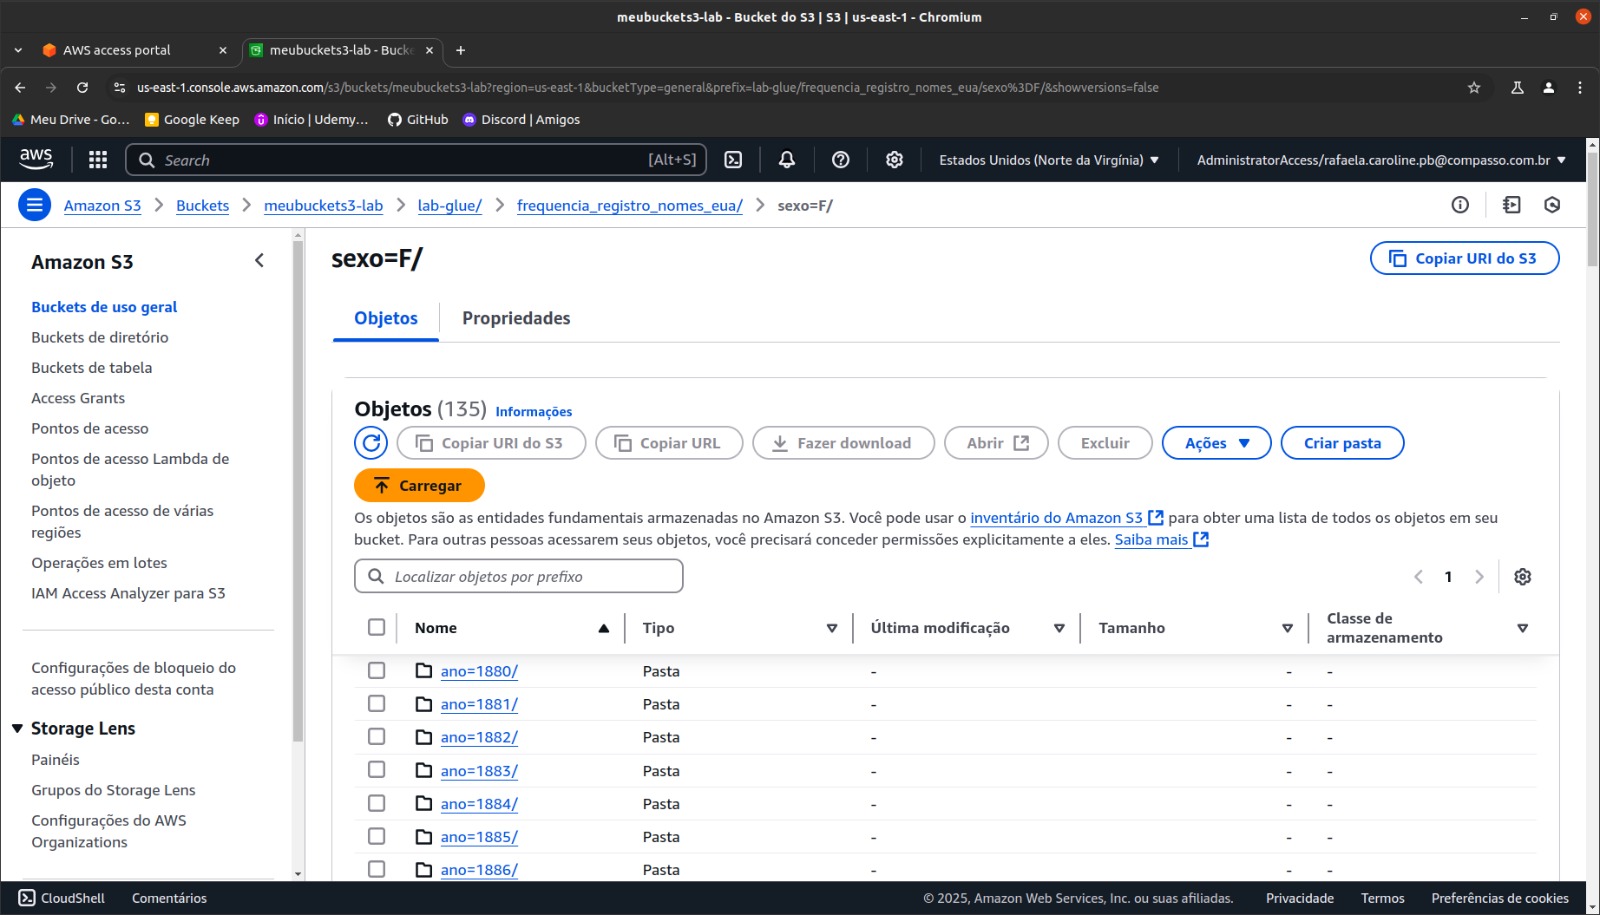 meubuckets3-lab - Bucket do S3 | S3 | us-east-1 - Chromium
AWS access portal
meubuckets3-lab - Bucke
us-east-1.console.aws.amazon.com/s3/buckets/meubuckets3-lab?region=us-east-1&bucketType=general&prefix=lab-glue/frequencia_registro_nomes_eua/sexo%3DF/&showversions=false
Meu Drive - Go...
Google Keep
Início | Udemy...
GitHub
Discord | Amigos
aws
Search [Alt+S]
Estados Unidos (Norte da Virgínia)
AdministratorAccess/rafaela.caroline.pb@compasso.com.br
Amazon S3
Buckets
meubuckets3-lab
lab-glue/
frequencia_registro_nomes_eua/
sexo=F/
Amazon S3
Buckets de uso geral
Buckets de diretório
Buckets de tabela
Access Grants
Pontos de acesso
Pontos de acesso Lambda de
objeto
Pontos de acesso de várias
regiões
Operações em lotes
IAM Access Analyzer para S3
Configurações de bloqueio do
acesso público desta conta
Storage Lens
Painéis
Grupos do Storage Lens
Configurações do AWS
Organizations
sexo=F/
Copiar URI do S3
Objetos
Propriedades
Objetos (135) Informações
Copiar URI do S3
Copiar URL
Fazer download
Abrir
Excluir
Ações
Criar pasta
Carregar
Os objetos são as entidades fundamentais armazenadas no Amazon S3. Você pode usar o inventário do Amazon S3 para obter uma lista de todos os objetos em seu
bucket. Para outras pessoas acessarem seus objetos, você precisará conceder permissões explicitamente a eles. Saiba mais
Localizar objetos por prefixo
1
Nome
Tipo
Última modificação
Tamanho
Classe de
armazenamento
ano=1880/ Pasta - - -
ano=1881/ Pasta - - -
ano=1882/ Pasta - - -
ano=1883/ Pasta - - -
ano=1884/ Pasta - - -
ano=1885/ Pasta - - -
ano=1886/ Pasta - - -
CloudShell
Comentários
© 2025, Amazon Web Services, Inc. ou suas afiliadas.
Privacidade
Termos
Preferências de cookies